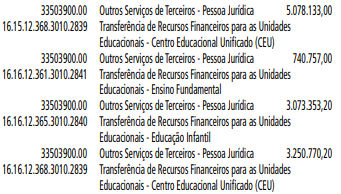 33503900.00 Outros Serviços de Terceiros - Pessoa Jurídica 5.078.133,00
16.15.12.368.3010.2839 Transferência de Recursos Financeiros para as Unidades
Educacionais - Centro Educacional Unificado (CEU)
33503900.00 Outros Serviços de Terceiros - Pessoa Jurídica 740.757,00
16.16.12.361.3010.2841 Transferência de Recursos Financeiros para as Unidades
Educacionais - Ensino Fundamental
33503900.00 Outros Serviços de Terceiros - Pessoa Jurídica 3.073.353,20
16.16.12.365.3010.2840 Transferência de Recursos Financeiros para as Unidades
Educacionais - Educação Infantil
33503900.00 Outros Serviços de Terceiros - Pessoa Jurídica 3.250.770,20
16.16.12.368.3010.2839 Transferência de Recursos Financeiros para as Unidades
Educacionais - Centro Educacional Unificado (CEU)